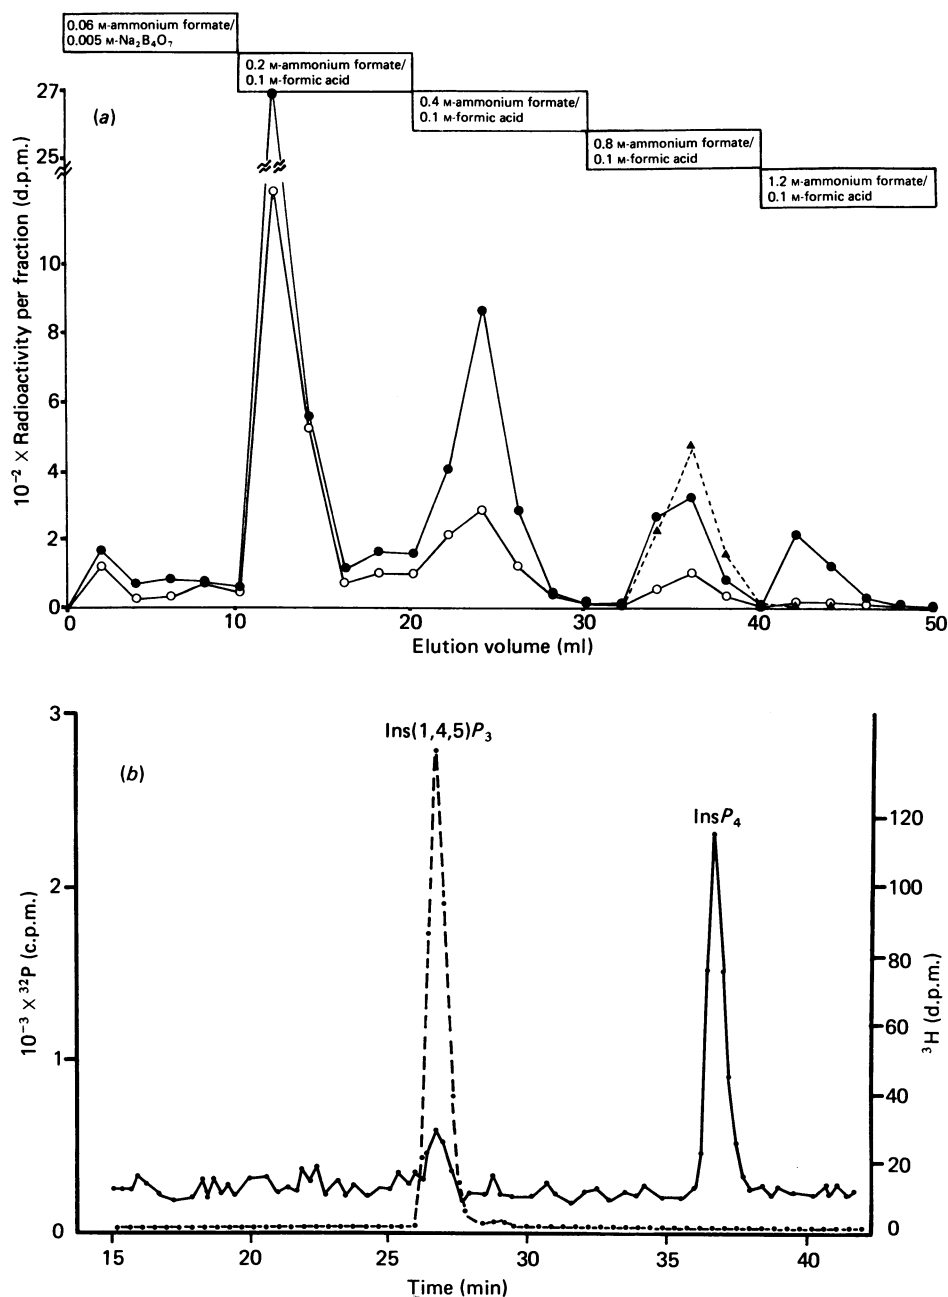 0.06 M-ammonium formate/
0.005 M-Na₂B₄O₇
0.2 M-ammonium formate/
0.1 M-formic acid
0.4 M-ammonium formate/
0.1 M-formic acid
0.8 M-ammonium formate/
0.1 M-formic acid
1.2 M-ammonium formate/
0.1 M-formic acid
(a)
10⁻² X Radioactivity per fraction (d.p.m.)
27
25
10
8
6
4
2
0
0 10 20 30 40 50
Elution volume (ml)
(b)
Ins(1,4,5)P₃
InsP₄
10⁻³ X ³²P (c.p.m.)
3
2
1
0
³H (d.p.m.)
120
100
80
60
40
20
0
15 20 25 30 35 40
Time (min)